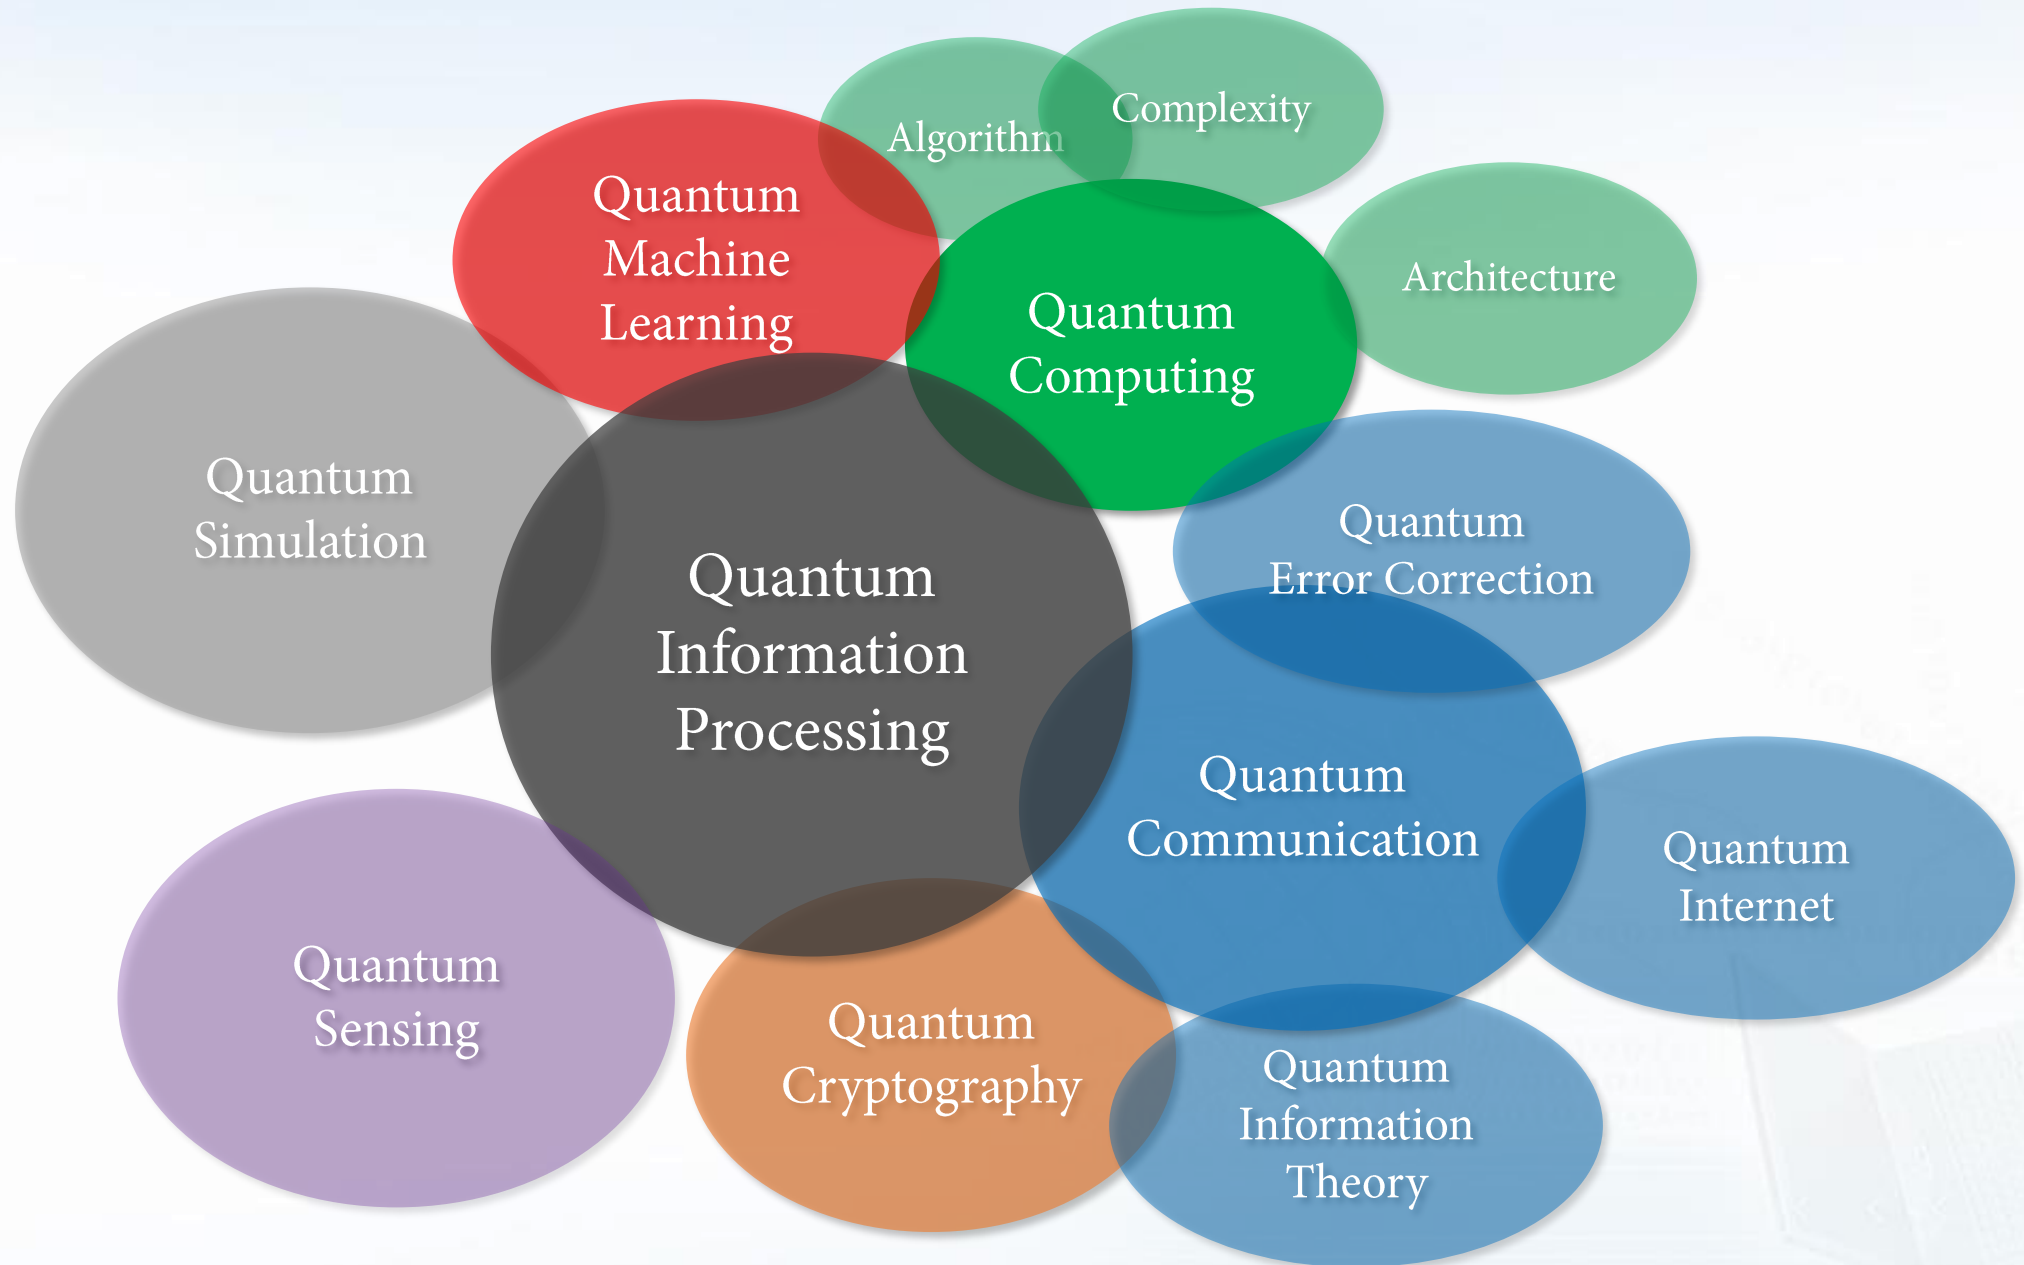 Complexity
Algorithm
Quantum
Machine
Learning
Architecture
Quantum
Computing
Quantum
Simulation
Quantum
Error Correction
Quantum
Information
Processing
Quantum
Communication
Quantum
Internet
Quantum
Sensing
Quantum
Cryptography
Quantum
Information
Theory